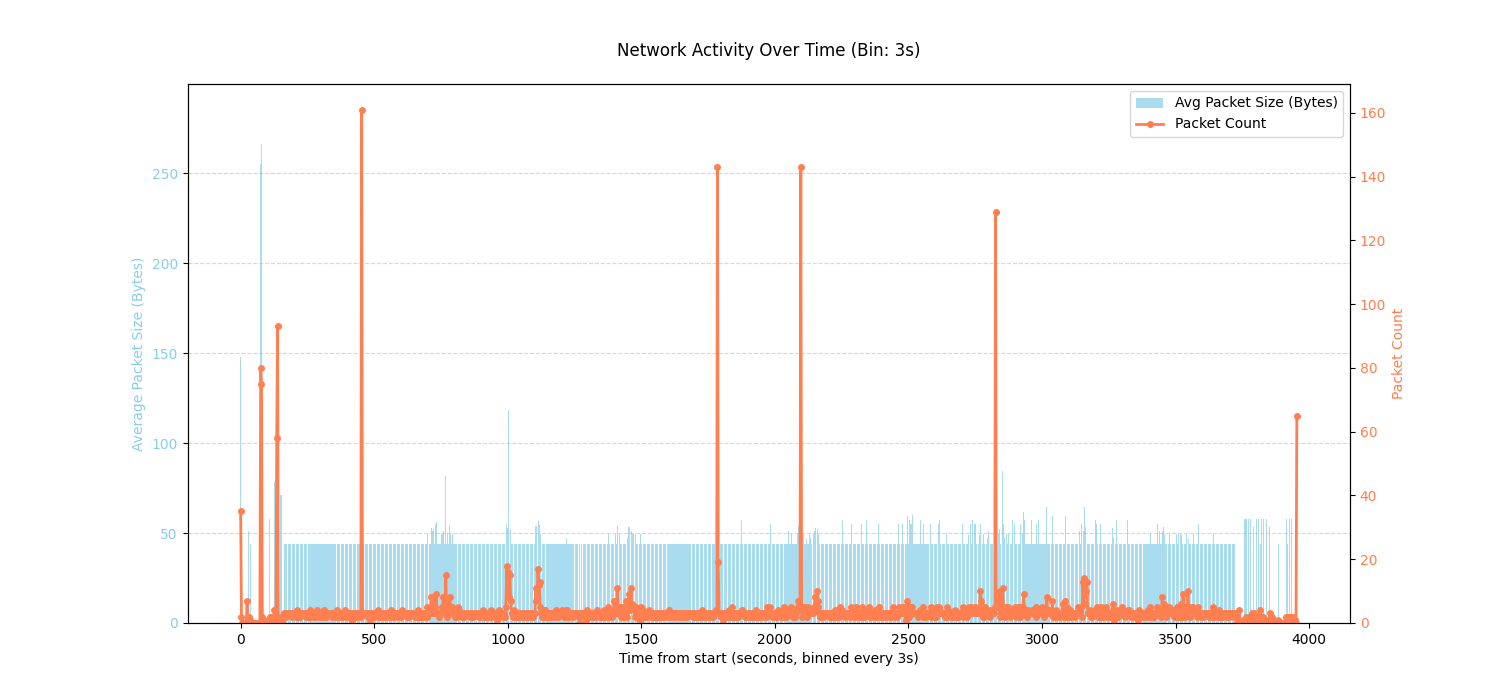 Network Activity Over Time (Bin: 3s)
Avg Packet Size (Bytes)
Packet Count
250
200
150
100
50
0
Average Packet Size (Bytes)
160
140
120
100
80
60
40
20
0
Packet Count
0 500 1000 1500 2000 2500 3000 3500 4000
Time from start (seconds, binned every 3s)